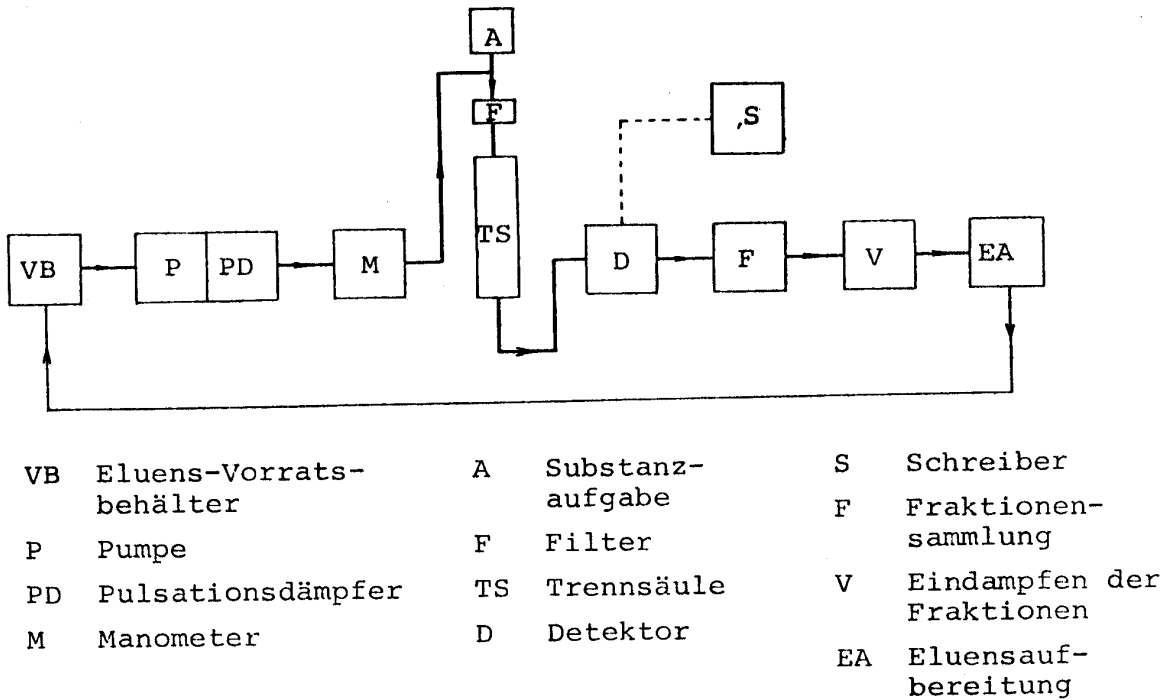 A
F
,S
TS
VB
P
PD
M
D
F
V
EA
VB Eluens-Vorrats-
behälter
P Pumpe
PD Pulsationsdämpfer
M Manometer
A Substanz-
aufgabe
F Filter
TS Trennsäule
D Detektor
S Schreiber
F Fraktionen-
sammlung
V Eindampfen der
Fraktionen
EA Eluensauf-
bereitung